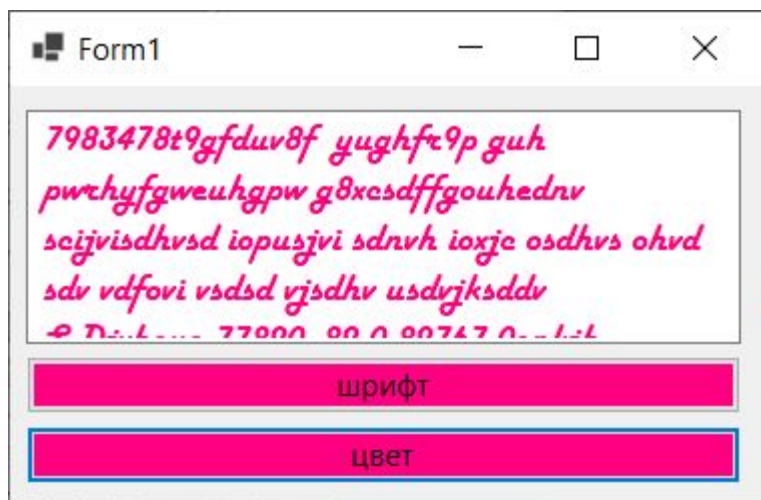 Form1
7983478t9gfduv8f yughfr9p guh
pwrhyfgweuhgpw g8xcsdffgouhednv
scijvisdhvsd iopusjvi sdnvh ioxjc osdhvs ohvd
sdv vdfovi vsdsd vjsdhv usdvjksddv
шрифт
цвет